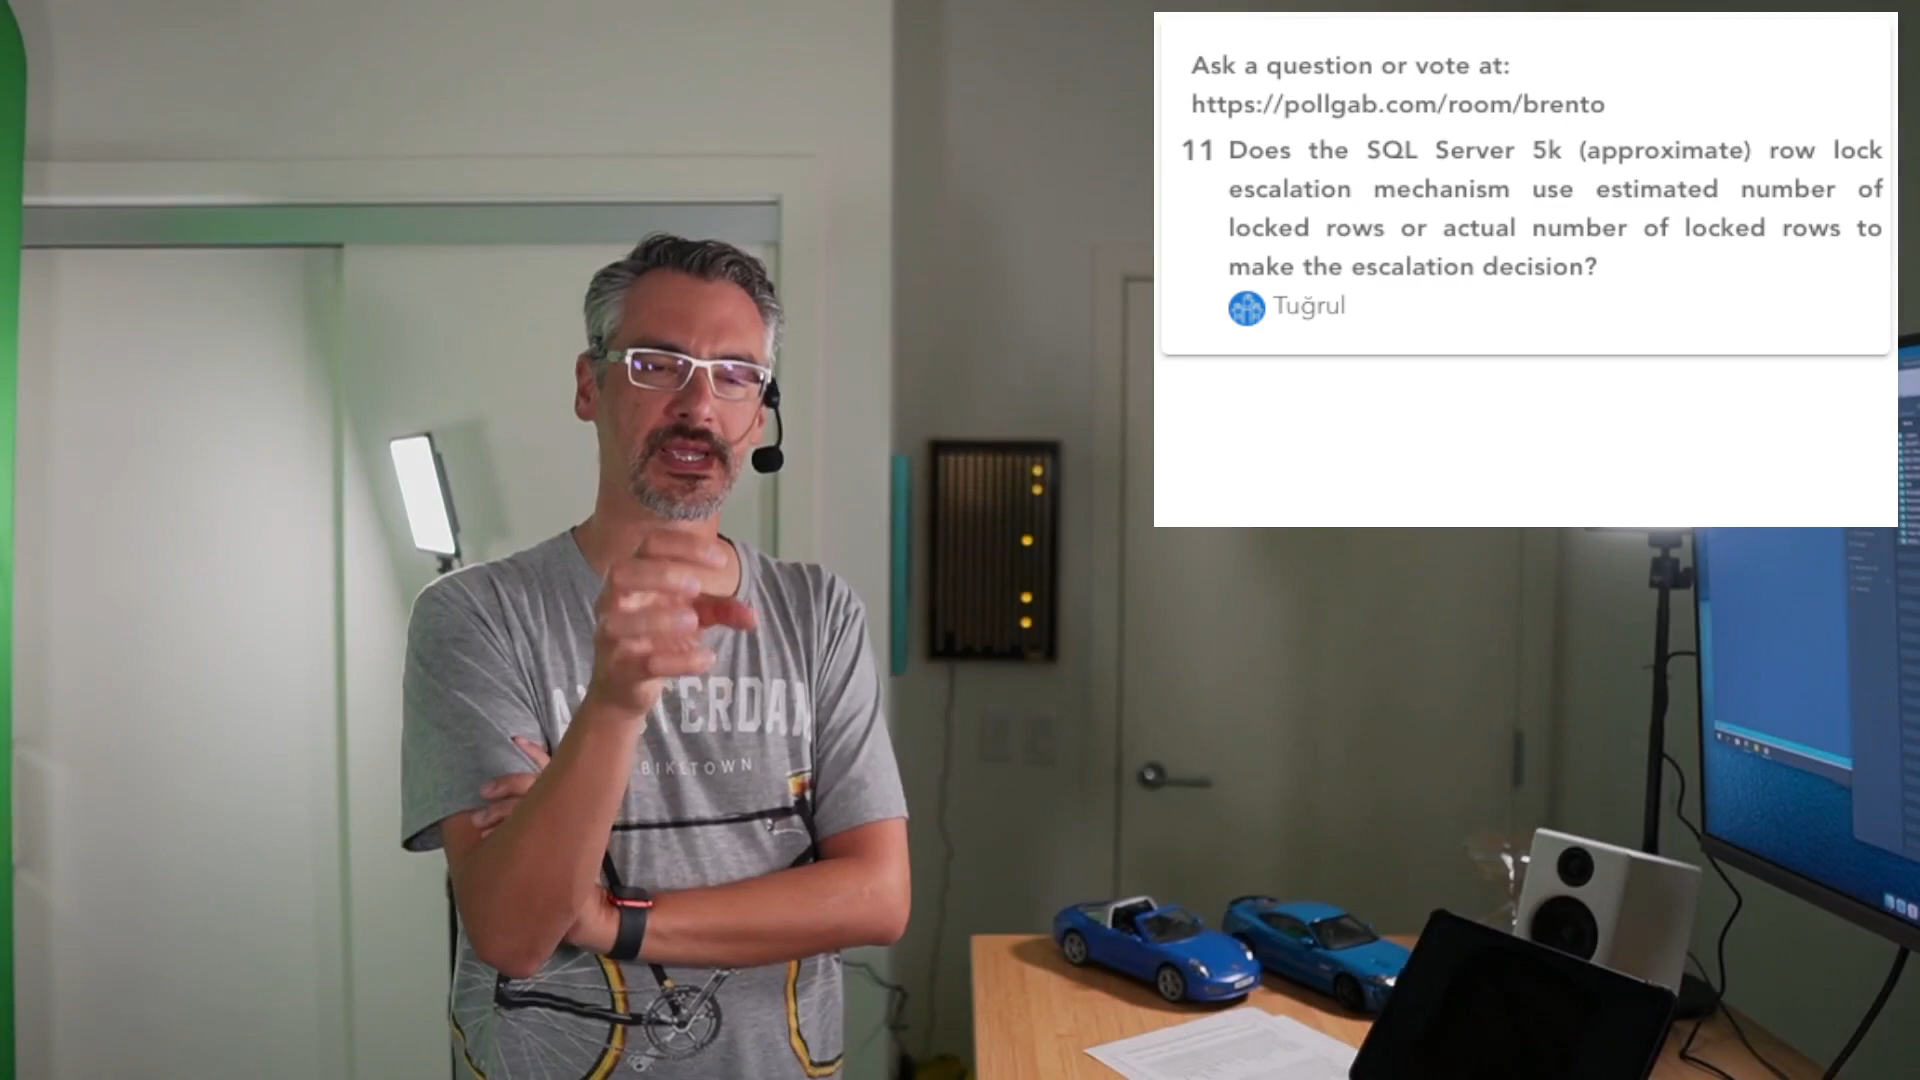 Ask a question or vote at:
https://pollgab.com/room/brento
11 Does the SQL Server 5k (approximate) row lock
escalation mechanism use estimated number of
locked rows or actual number of locked rows to
make the escalation decision?
Tuğrul
BIKETOWN